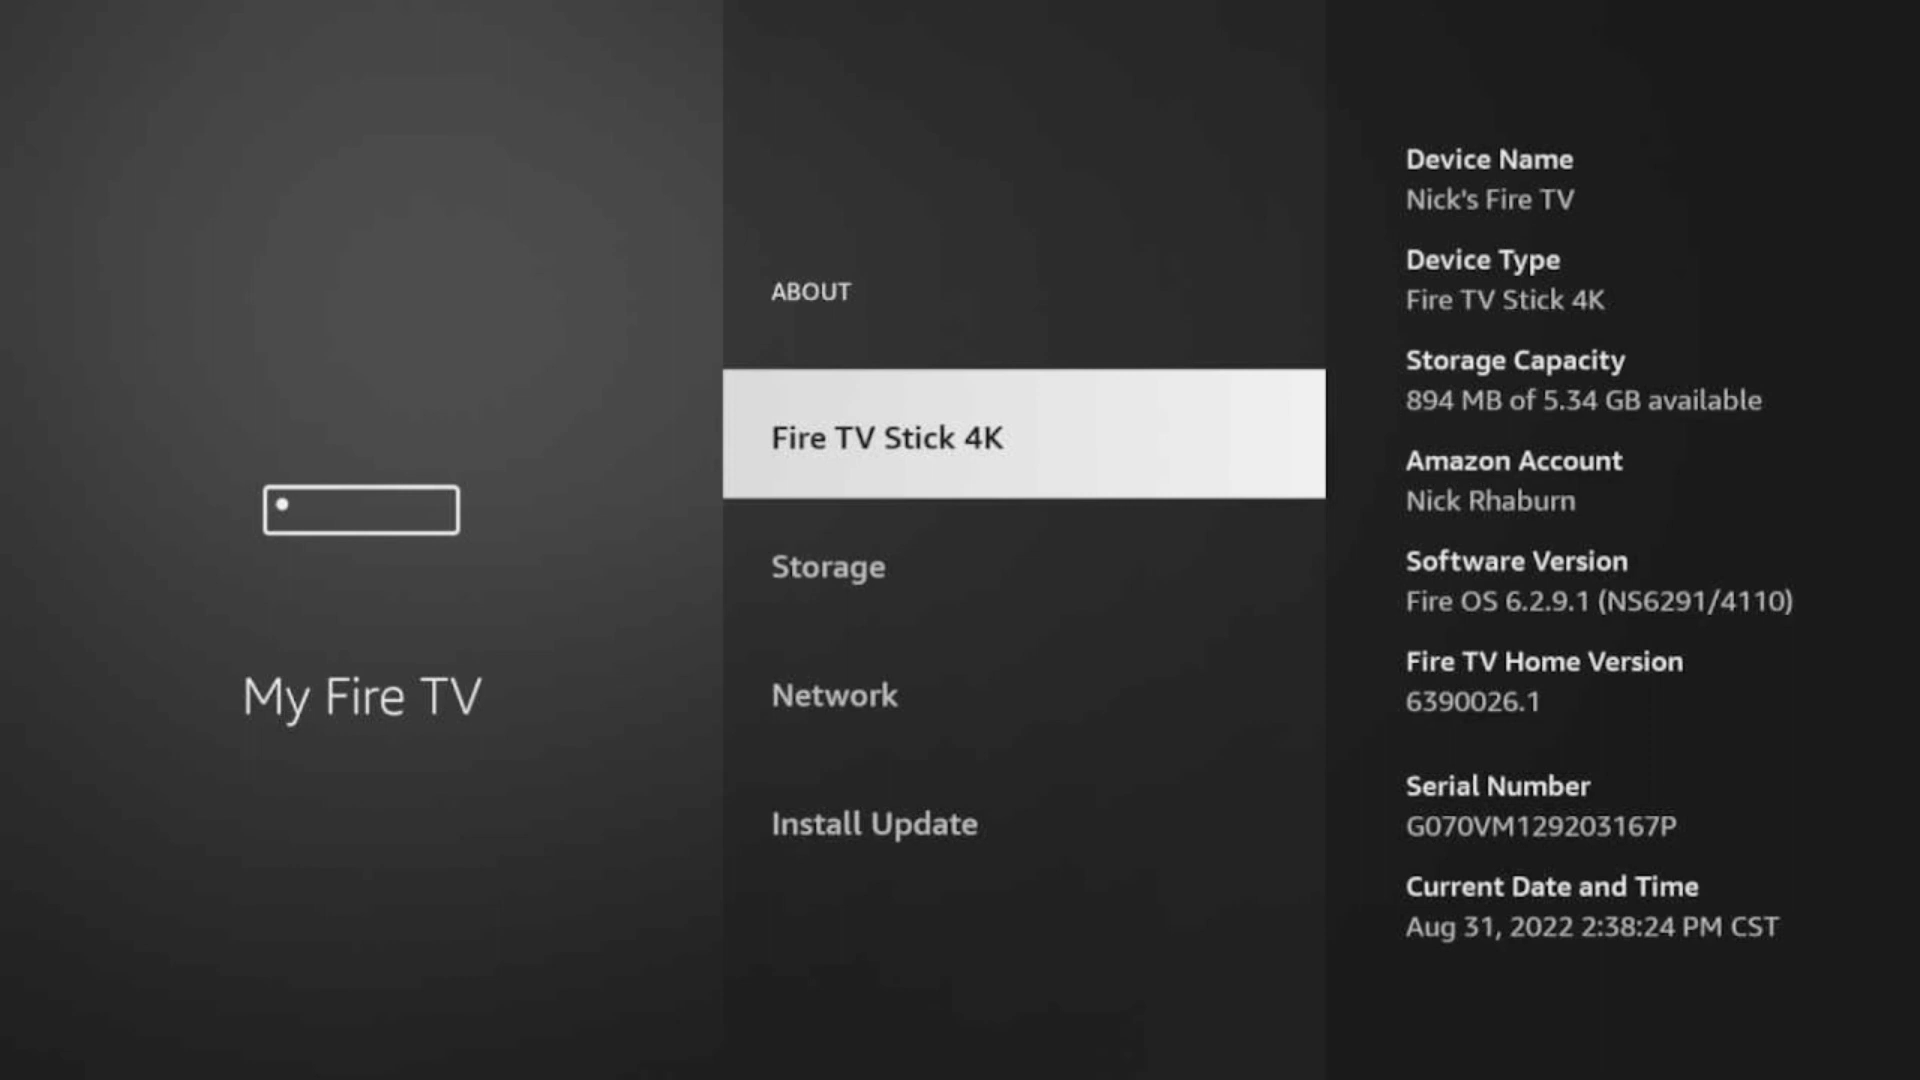 My Fire TV
ABOUT
Fire TV Stick 4K
Storage
Network
Install Update
Device Name
Nick's Fire TV
Device Type
Fire TV Stick 4K
Storage Capacity
894 MB of 5.34 GB available
Amazon Account
Nick Rhaburn
Software Version
Fire OS 6.2.9.1 (NS6291/4110)
Fire TV Home Version
6390026.1
Serial Number
G070VM129203167P
Current Date and Time
Aug 31, 2022 2:38:24 PM CST